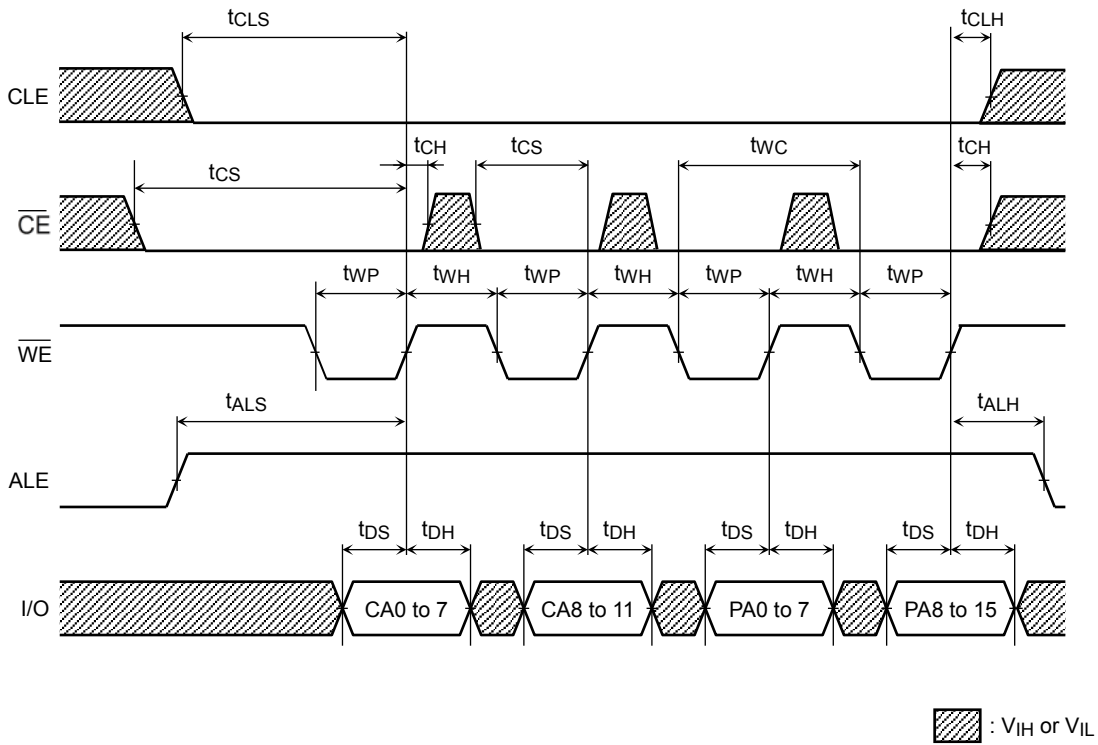 tCLS tCLH
CLE
tCH tCS tWC tCH
tCS
CE
tWP tWH tWP tWH tWP tWH tWP
WE
tALS tALH
ALE
tDS tDH tDS tDH tDS tDH tDS tDH
I/O CA0 to 7 CA8 to 11 PA0 to 7 PA8 to 15
: VIH or VIL